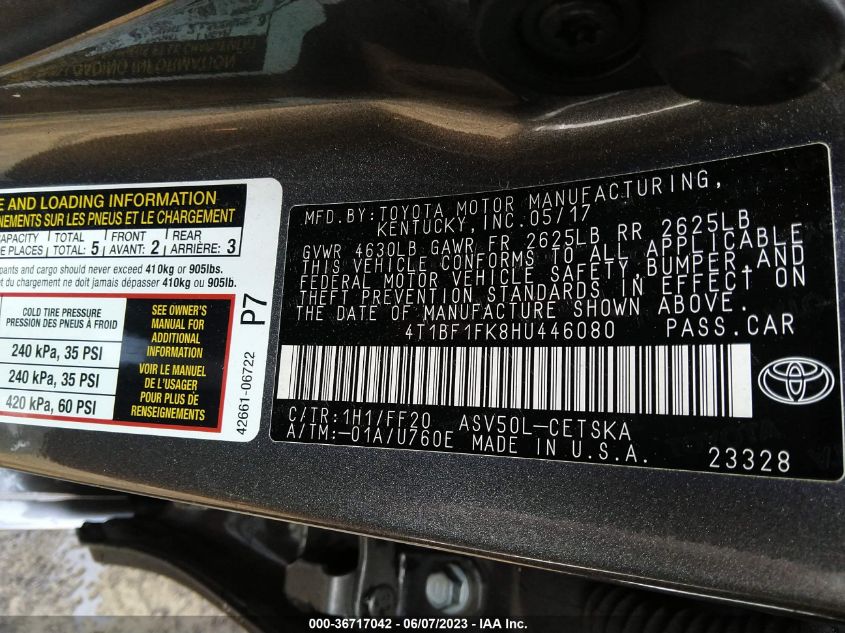 E AND LOADING INFORMATION
NEMENTS SUR LES PNEUS ET LE CHARGEMENT
CAPACITY TOTAL FRONT REAR
E PLACES TOTAL: 5 AVANT: 2 ARRIÈRE: 3
pants and cargo should never exceed 410kg or 905lbs.
et du chargement ne doit jamais dépasser 410kg ou 905lb.
COLD TIRE PRESSURE
PRESSION DES PNEUS À FROID
240 kPa, 35 PSI
240 kPa, 35 PSI
420 kPa, 60 PSI
SEE OWNER'S
MANUAL FOR
ADDITIONAL
INFORMATION
VOIR LE MANUEL
DE L'USAGER
POUR PLUS DE
RENSEIGNEMENTS
P7
42661-06722
MFD.BY:TOYOTA MOTOR MANUFACTURING,
KENTUCKY, INC.05/17
GVWR 4630LB GAWR FR 2625LB RR 2625LB
THIS VEHICLE CONFORMS TO ALL APPLICABLE
FEDERAL MOTOR VEHICLE SAFETY,BUMPER,AND
THEFT PREVENTION STANDARDS IN EFFECT ON
THE DATE OF MANUFACTURE SHOWN ABOVE.
4T1BF1FK8HU446080 PASS.CAR
C/TR:1H1/FF20 ASV50L-CETSKA
A/TM:-01A/U760E MADE IN U.S.A.
23328
000-36717042 - 06/07/2023 - IAA Inc.